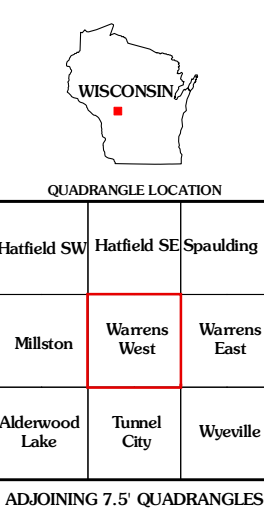 WISCONSIN
QUADRANGLE LOCATION
Hatfield SW Hatfield SE Spaulding
Millston Warrens West Warrens East
Alderwood Lake Tunnel City Wyeville
ADJOINING 7.5' QUADRANGLES